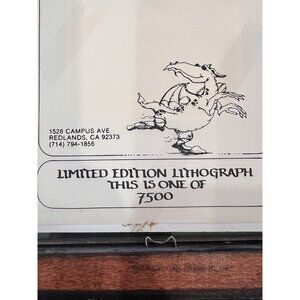 1528 CAMPUS AVE
REDLANDS, CA 92373
(714) 794-1856
LIMITED EDITION LITHOGRAPH
THIS IS ONE OF
7500